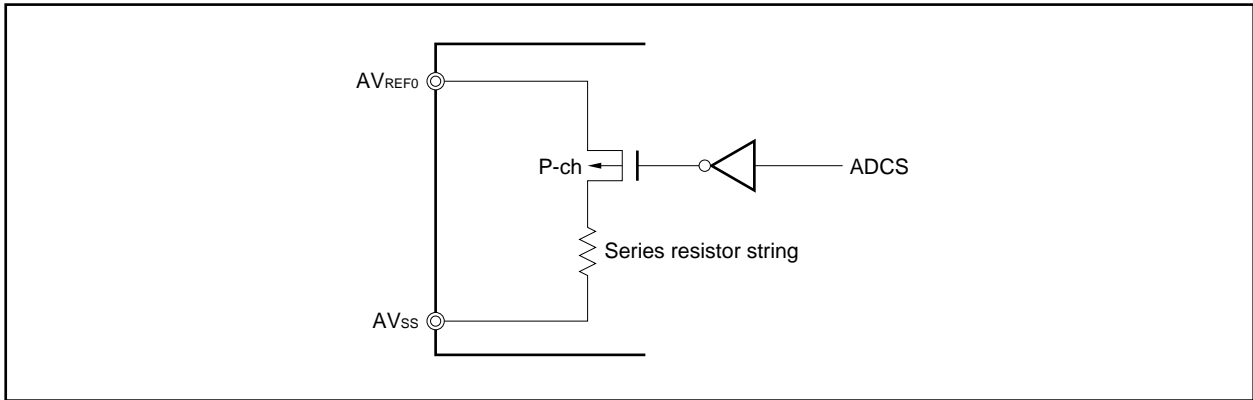 AVREF0
P-ch
ADCS
Series resistor string
AVSS